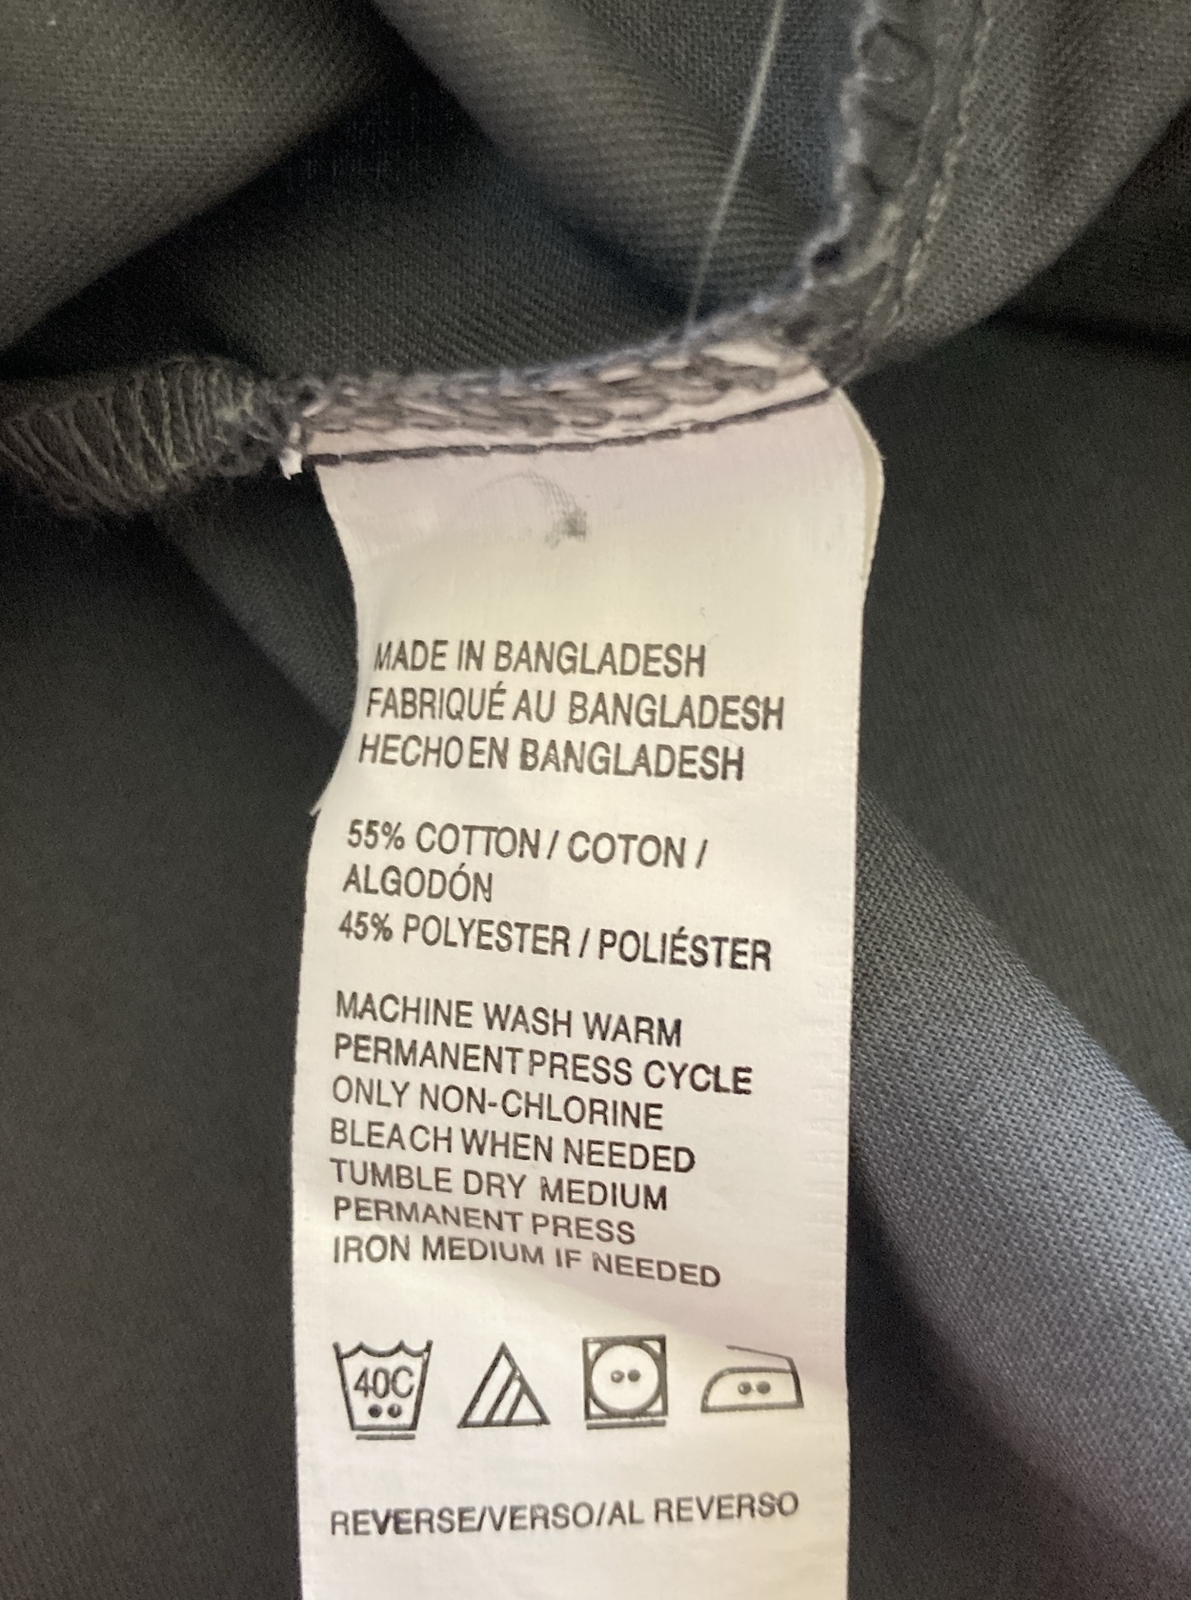 MADE IN BANGLADESH
FABRIQUÉ AU BANGLADESH
HECHO EN BANGLADESH
55% COTTON / COTON /
ALGODÓN
45% POLYESTER / POLIÉSTER
MACHINE WASH WARM
PERMANENT PRESS CYCLE
ONLY NON-CHLORINE
BLEACH WHEN NEEDED
TUMBLE DRY MEDIUM
PERMANENT PRESS
IRON MEDIUM IF NEEDED
40C
REVERSE/VERSO/AL REVERSO